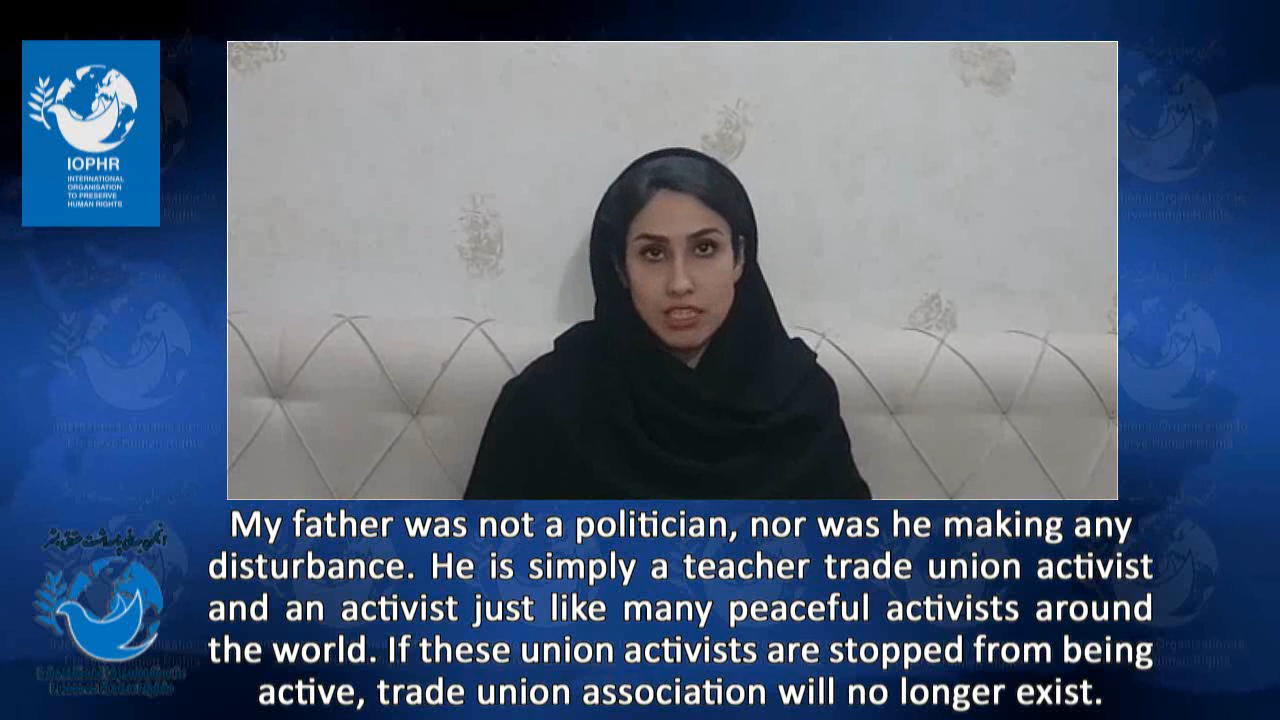 IOPHR
INTERNATIONAL
ORGANISATION
TO PRESERVE
HUMAN RIGHTS
My father was not a politician, nor was he making any
disturbance. He is simply a teacher trade union activist
and an activist just like many peaceful activists around
the world. If these union activists are stopped from being
active, trade union association will no longer exist.